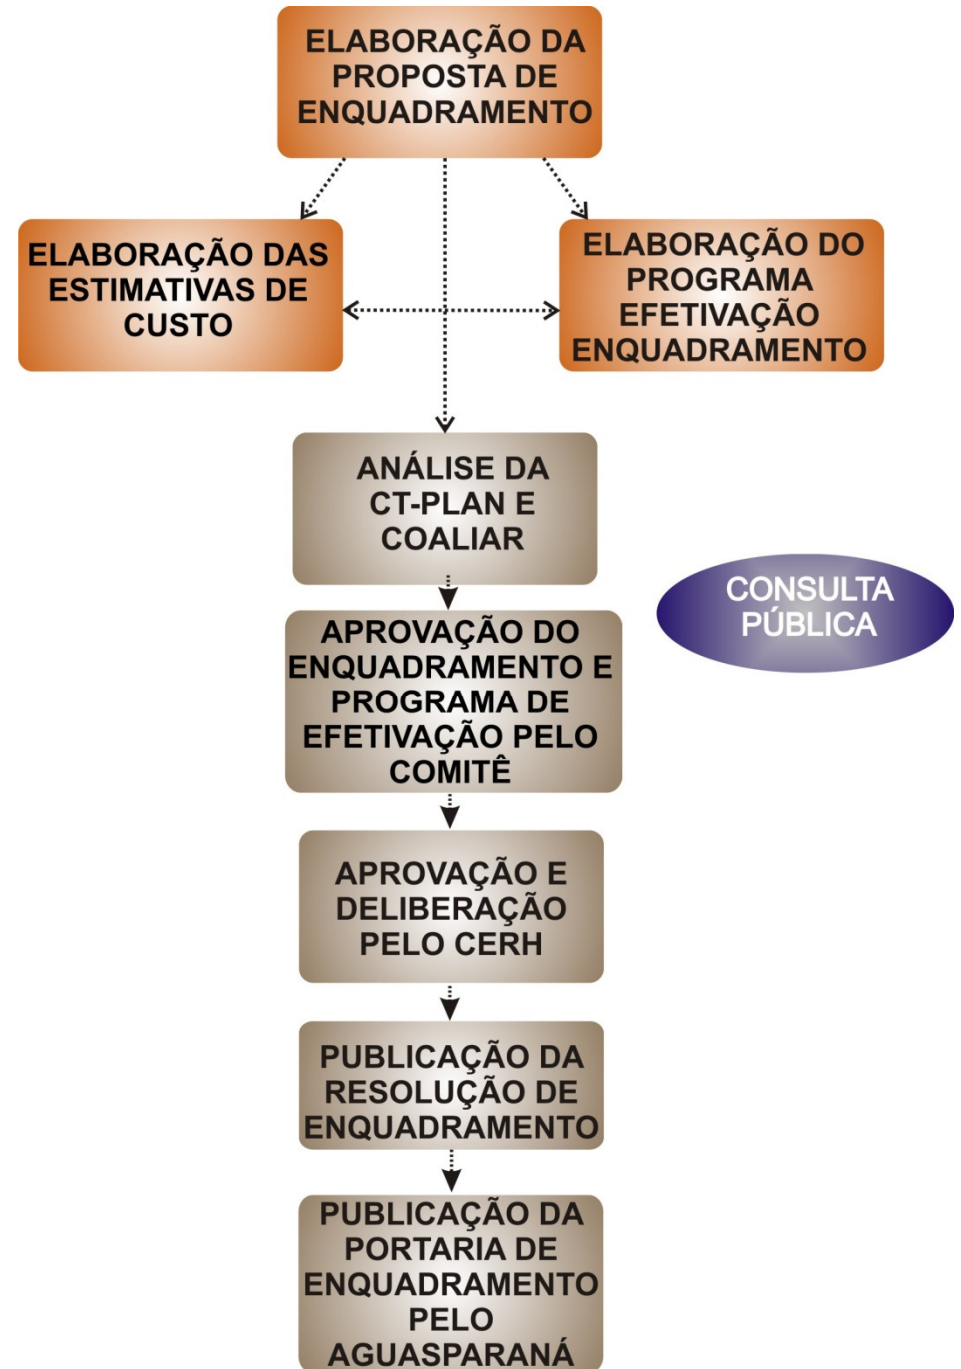 ELABORAÇÃO DA
PROPOSTA DE
ENQUADRAMENTO
ELABORAÇÃO DAS
ESTIMATIVAS DE
CUSTO
ELABORAÇÃO DO
PROGRAMA
EFETIVAÇÃO
ENQUADRAMENTO
ANÁLISE DA
CT-PLAN E
COALIAR
CONSULTA
PÚBLICA
APROVAÇÃO DO
ENQUADRAMENTO E
PROGRAMA DE
EFETIVAÇÃO PELO
COMITÊ
APROVAÇÃO E
DELIBERAÇÃO
PELO CERH
PUBLICAÇÃO DA
RESOLUÇÃO DE
ENQUADRAMENTO
PUBLICAÇÃO DA
PORTARIA DE
ENQUADRAMENTO
PELO
AGUASPARANÁ